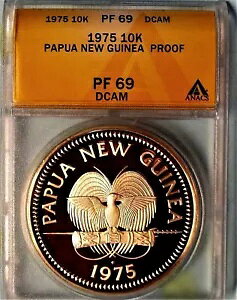 1975 10K PF 69 DCAM
1975 10K
PAPUA NEW GUINEA PROOF
PF 69
DCAM
ANACS
PAPUA NEW GUINEA
1975